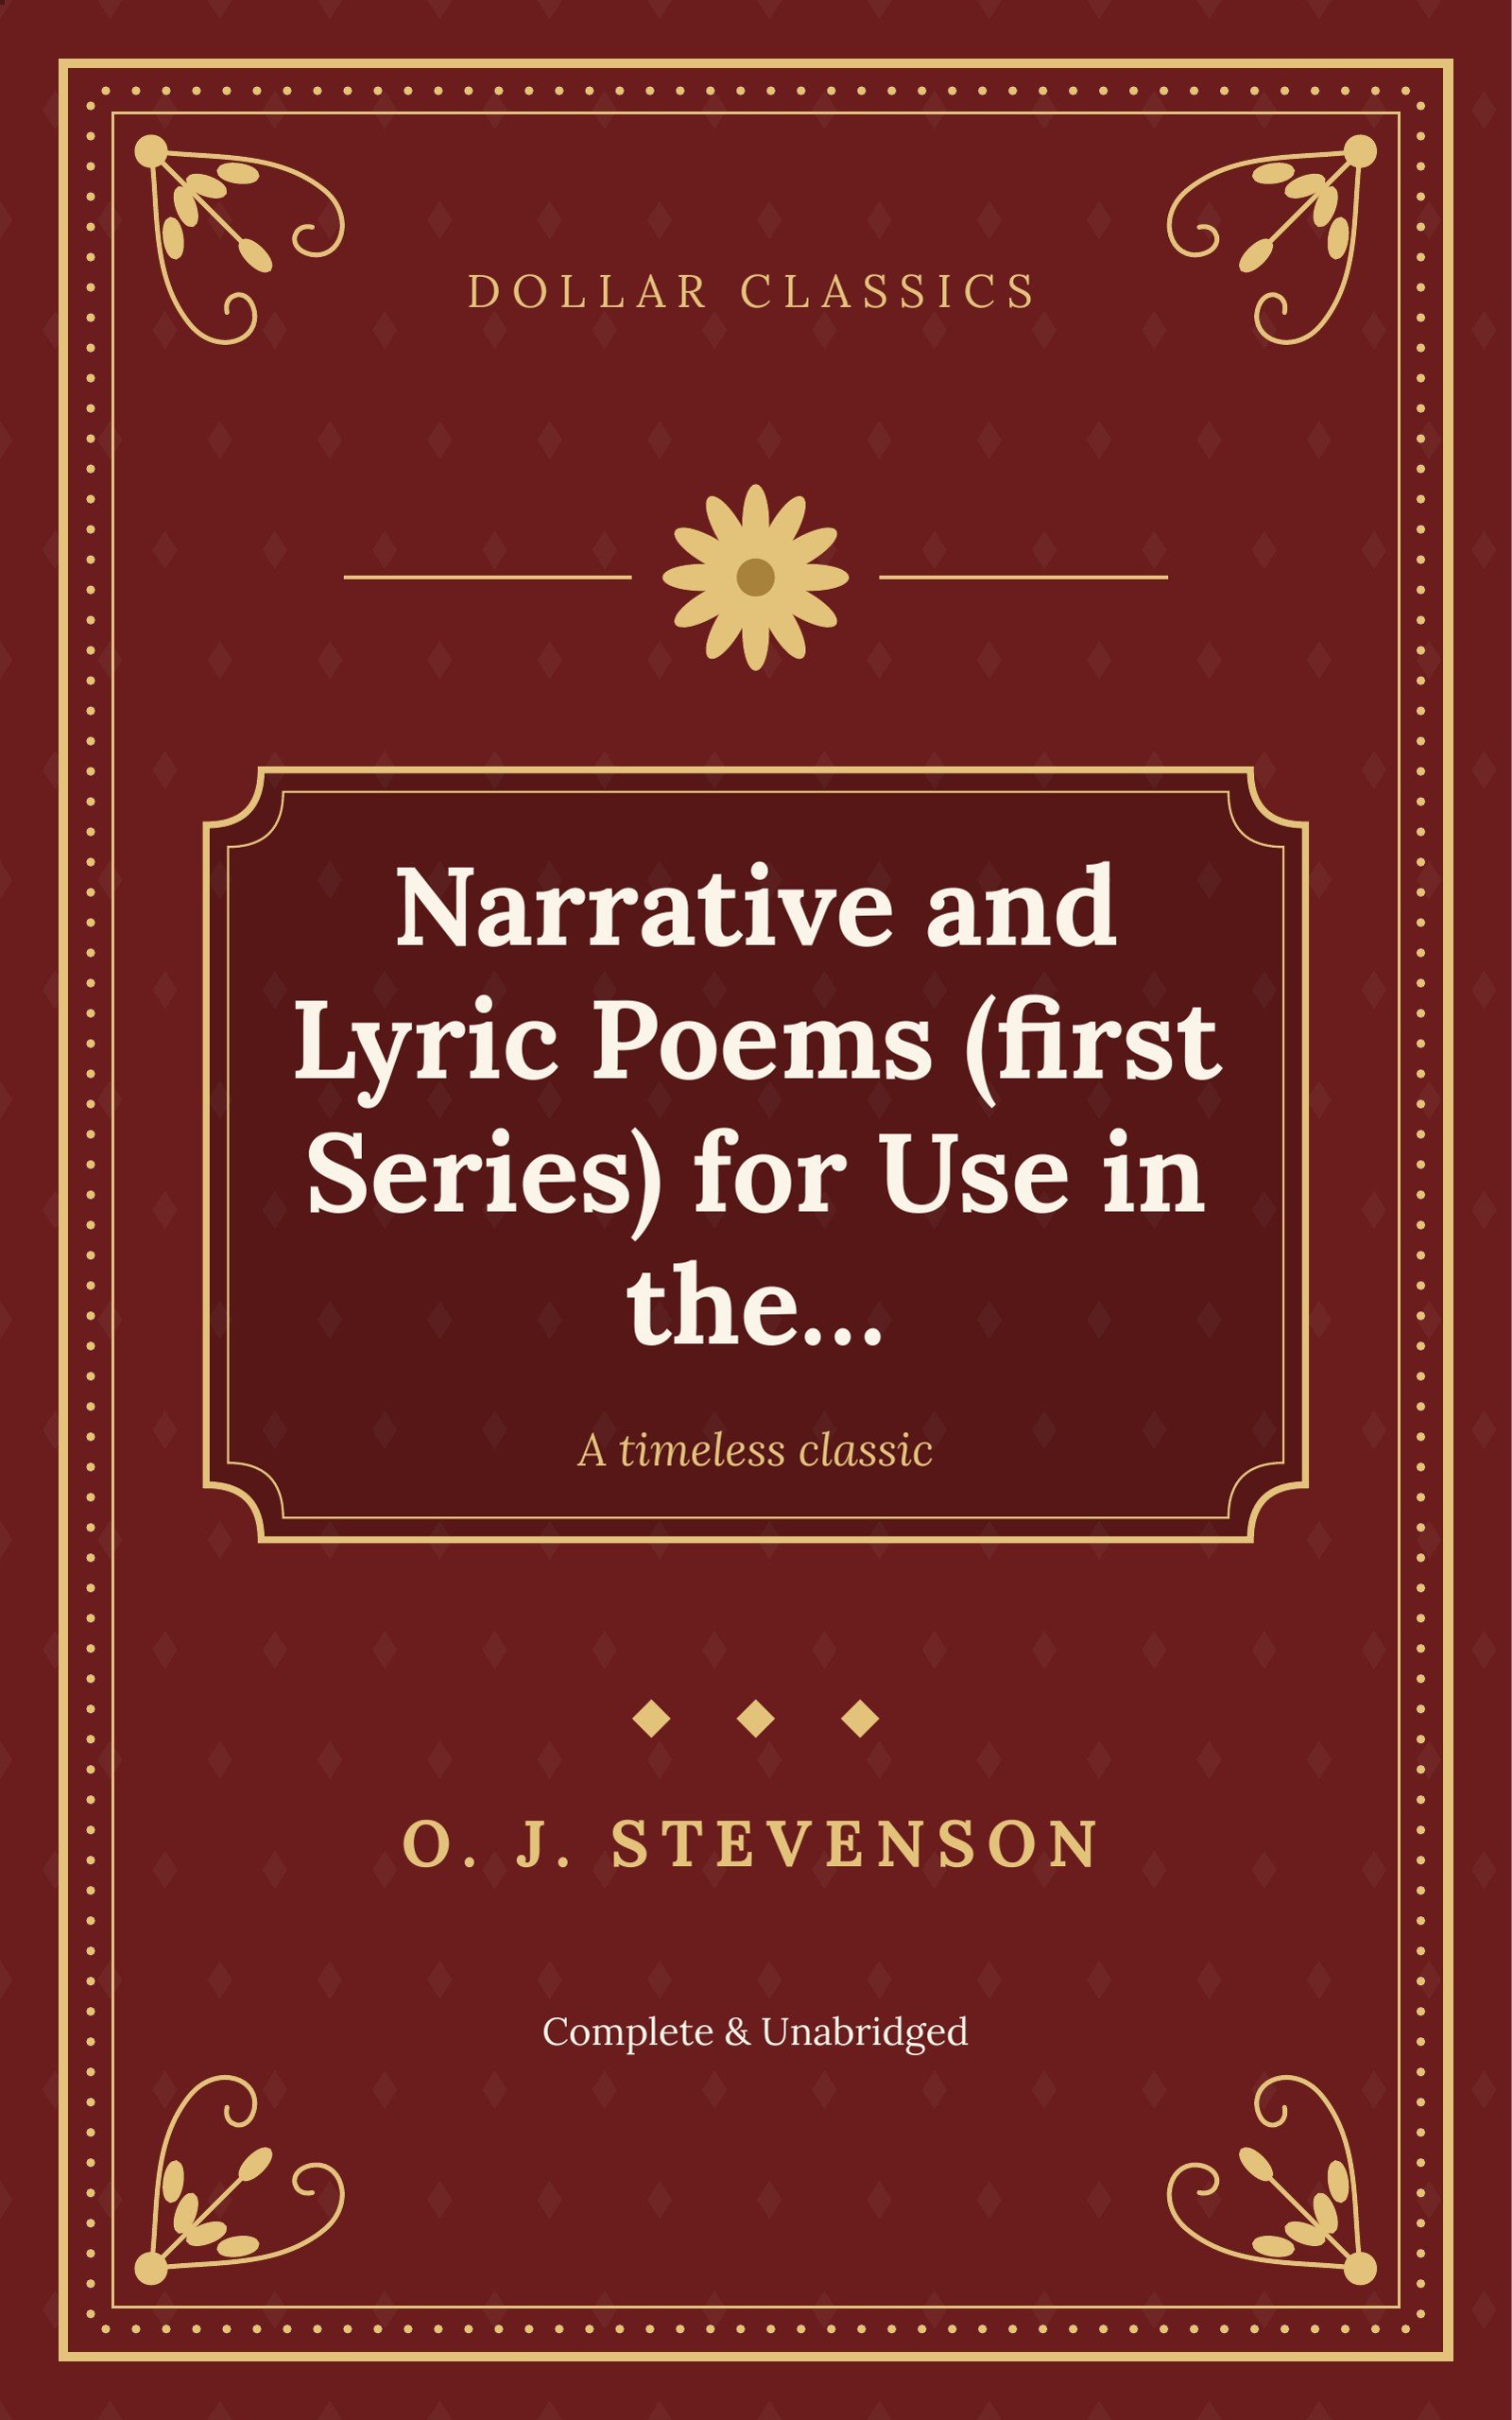 DOLLAR CLASSICS
Narrative and
Lyric Poems (first
Series) for Use in
the...
A timeless classic
O. J. STEVENSON
Complete & Unabridged